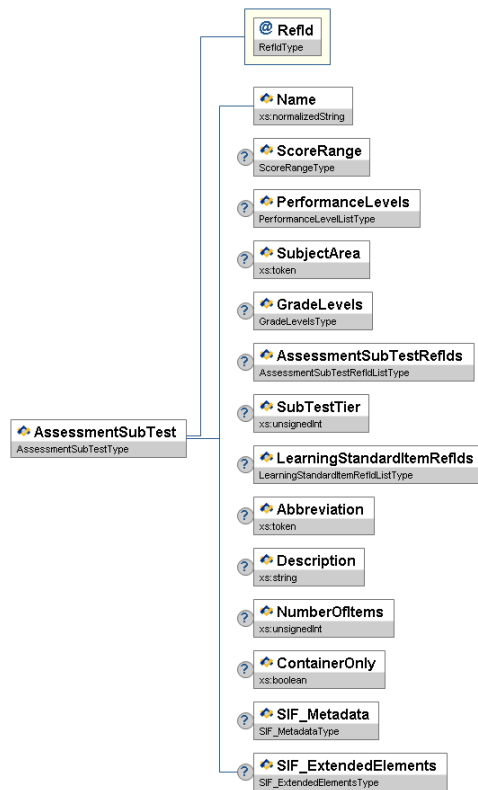 @ RefId
RefIdType
Name
xs:normalizedString
? ScoreRange
ScoreRangeType
? PerformanceLevels
PerformanceLevelListType
? SubjectArea
xs:token
? GradeLevels
GradeLevelsType
? AssessmentSubTestRefIds
AssessmentSubTestRefIdListType
AssessmentSubTest
AssessmentSubTestType
? SubTestTier
xs:unsignedInt
? LearningStandardItemRefIds
LearningStandardItemRefIdListType
? Abbreviation
xs:token
? Description
xs:string
? NumberOfItems
xs:unsignedInt
? ContainerOnly
xs:boolean
? SIF_Metadata
SIF_MetadataType
? SIF_ExtendedElements
SIF_ExtendedElementsType